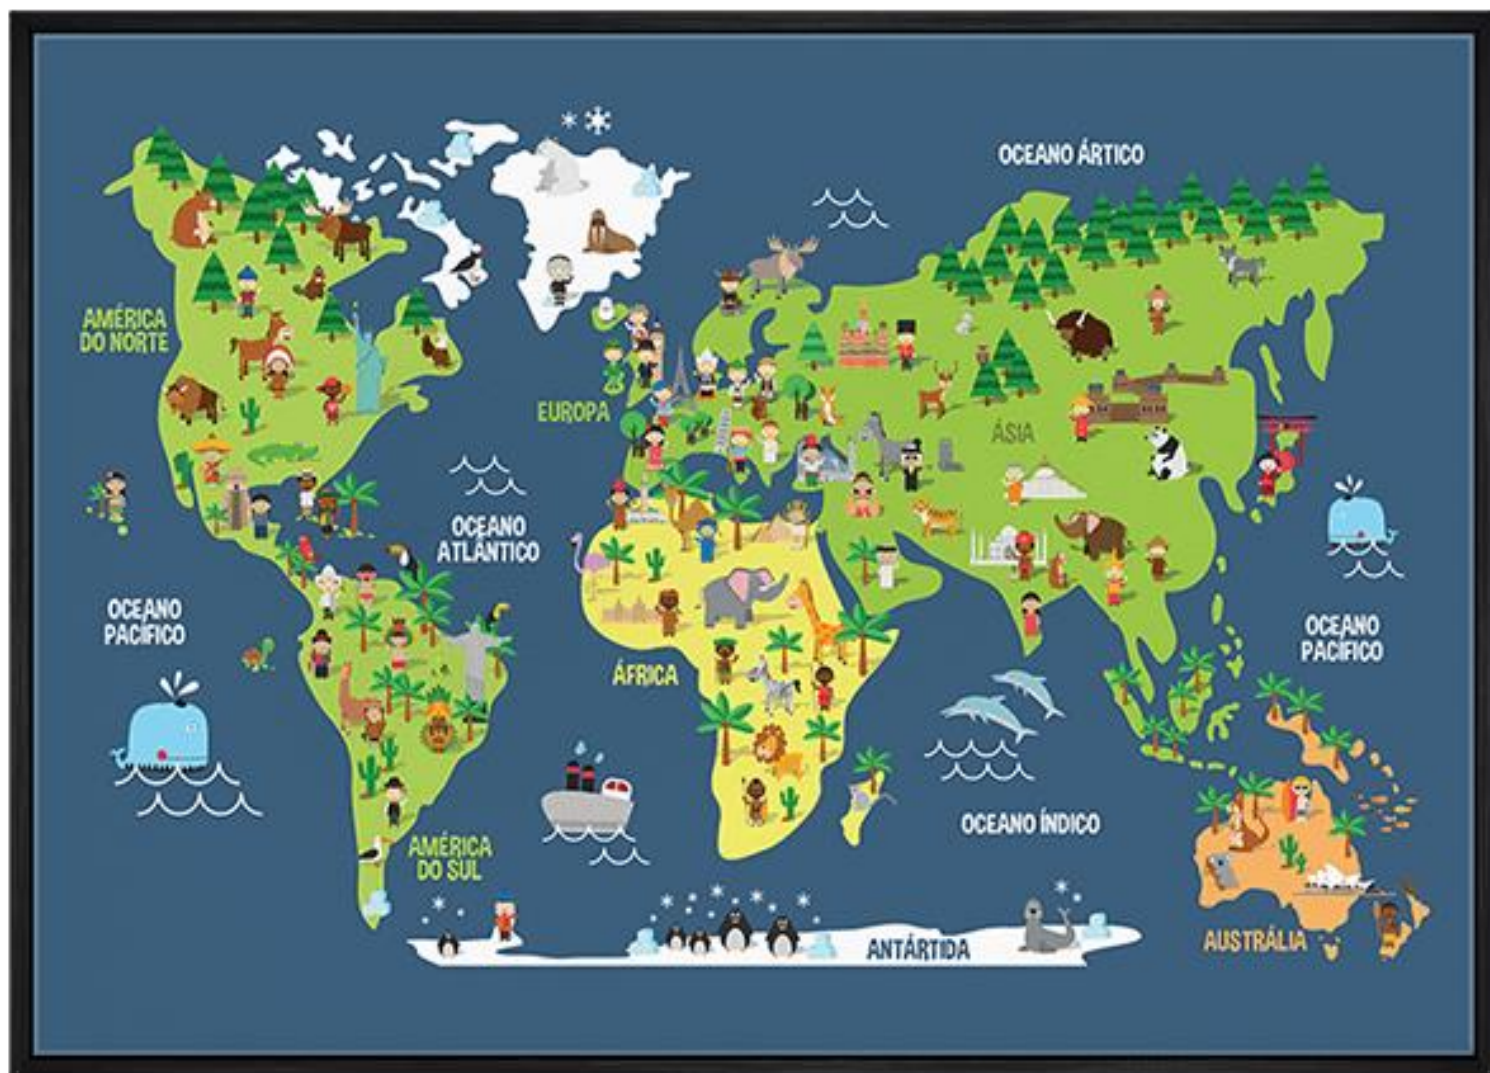 OCEANO ÁRTICO
AMÉRICA
DO NORTE
EUROPA
ÁSIA
OCEANO
ATLÂNTICO
OCEANO
PACÍFICO
OCEANO
PACÍFICO
ÁFRICA
OCEANO ÍNDICO
AMÉRICA
DO SUL
AUSTRÁLIA
ANTÁRTIDA